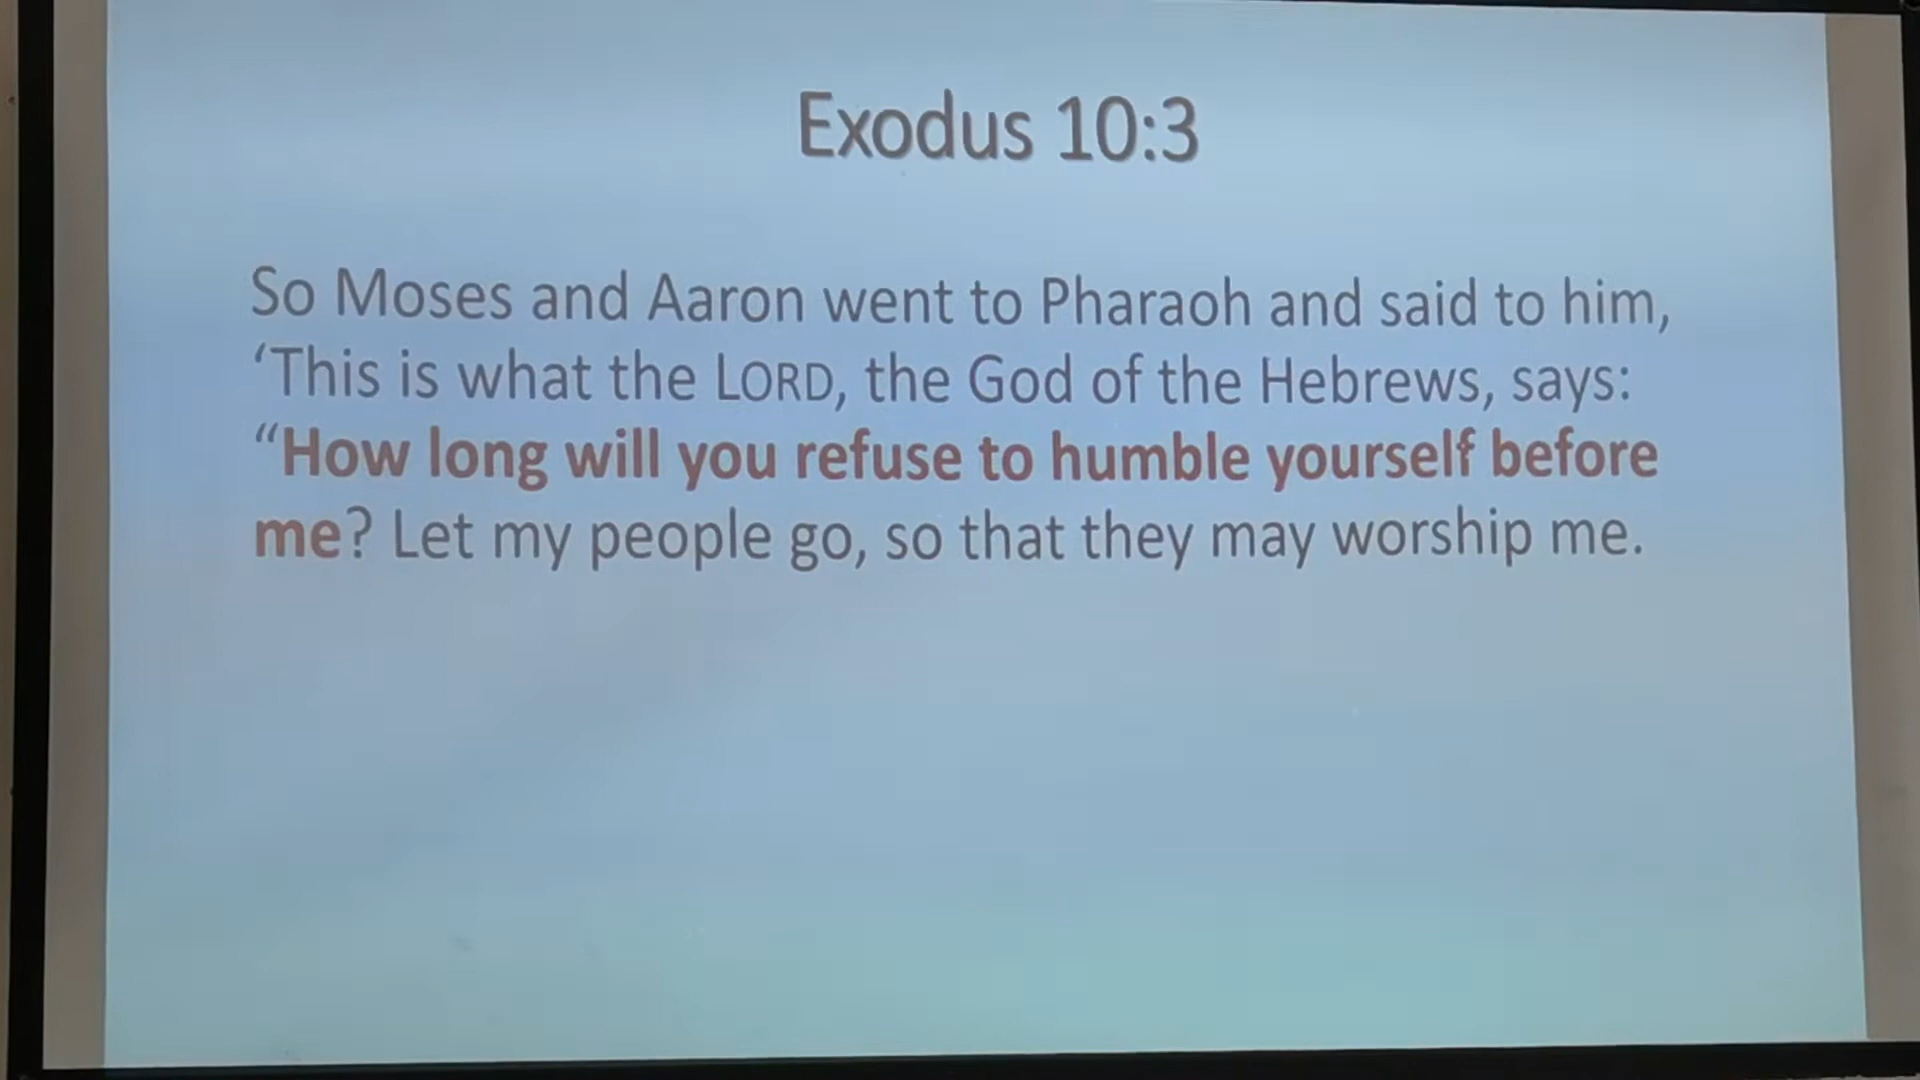 Exodus 10:3
So Moses and Aaron went to Pharaoh and said to him,
‘This is what the LORD, the God of the Hebrews, says:
“How long will you refuse to humble yourself before
me? Let my people go, so that they may worship me.